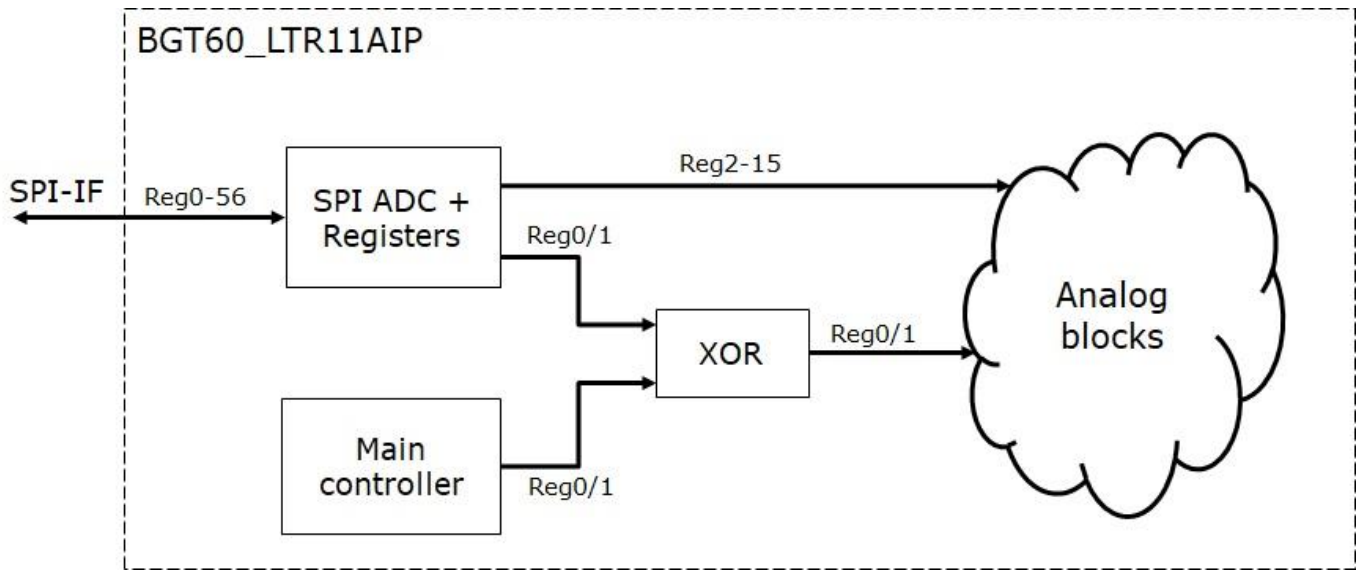 BGT60_LTR11AIP
Reg2-15
SPI-IF
Reg0-56
SPI ADC +
Registers
Reg0/1
XOR
Reg0/1
Analog
blocks
Main
controller
Reg0/1